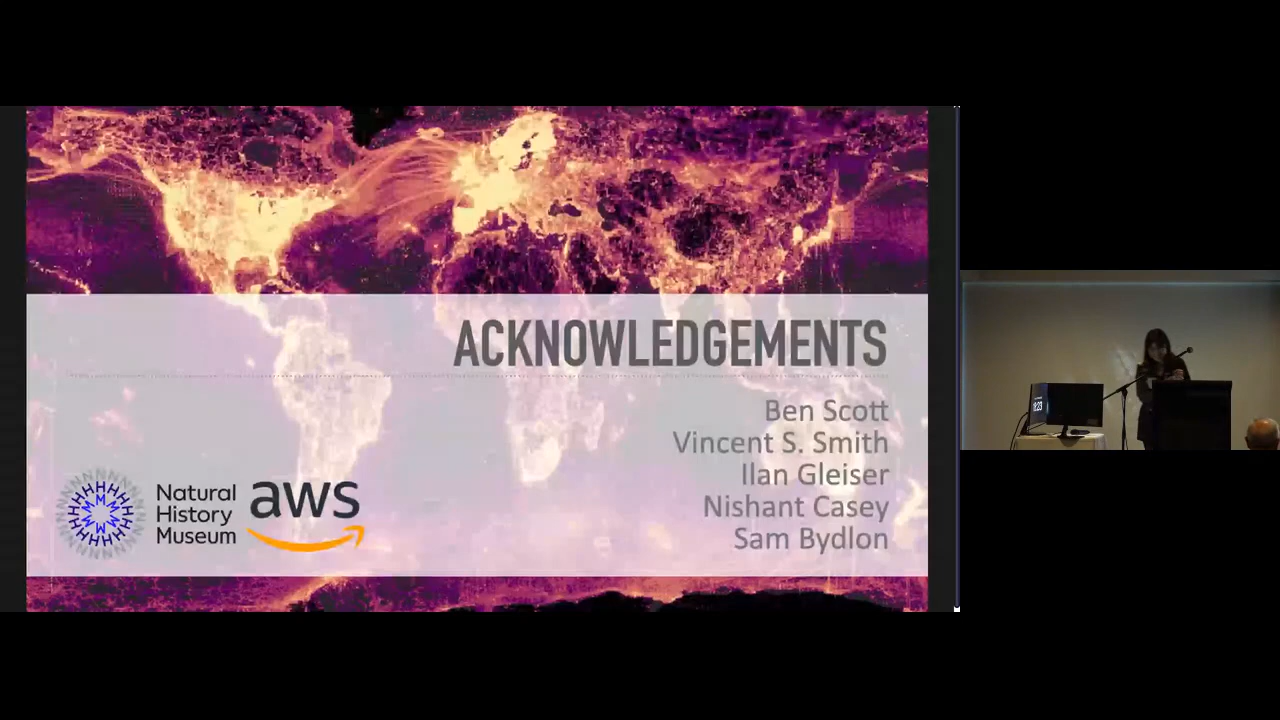 ACKNOWLEDGEMENTS
Ben Scott
Vincent S. Smith
Ilan Gleiser
Nishant Casey
Sam Bydlon
Natural
History
Museum
aws